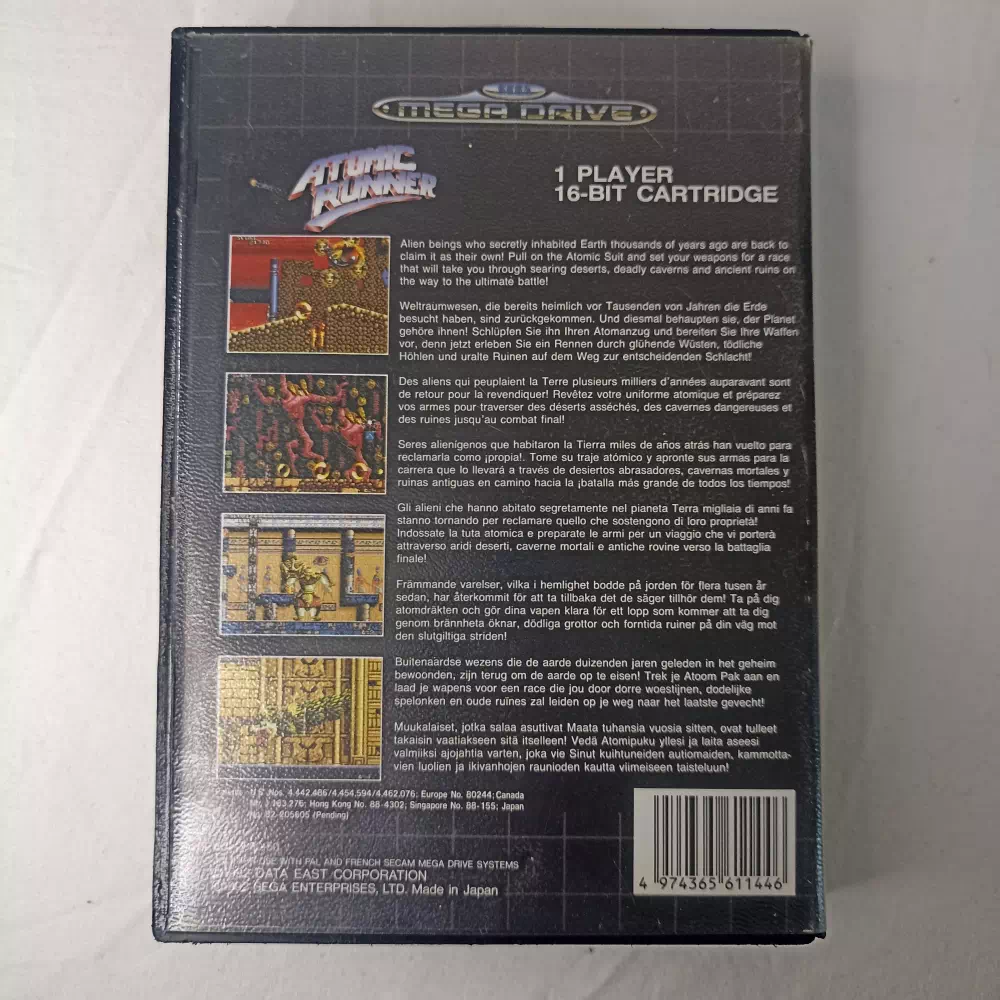 SEGA
MEGA DRIVE
ATOMIC
RUNNER
1 PLAYER
16-BIT CARTRIDGE
Alien beings who secretly inhabited Earth thousands of years ago are back to
claim it as their own! Pull on the Atomic Suit and set your weapons for a race
that will take you through searing deserts, deadly caverns and ancient ruins on
the way to the ultimate battle!
Weltraumwesen, die bereits heimlich vor Tausenden von Jahren die Erde
besucht haben, sind zurückgekommen. Und diesmal behaupten sie, der Planet
gehöre ihnen! Schlüpfen Sie ihn Ihren Atomanzug und bereiten Sie Ihre Waffen
vor, denn jetzt erleben Sie ein Rennen durch glühende Wüsten, tödliche
Höhlen und uralte Ruinen auf dem Weg zur entscheidenden Schlacht!
Des aliens qui peuplaient la Terre plusieurs milliers d'années auparavant sont
de retour pour la revendiquer! Revêtez votre uniforme atomique et préparez
vos armes pour traverser des déserts asséchés, des cavernes dangereuses et
des ruines jusqu'au combat final!
Seres alienígenos que habitaron la Tierra miles de años atrás han vuelto para
reclamarla como ¡propia!. Tome su traje atómico y apronte sus armas para la
carrera que lo llevará a través de desiertos abrasadores, cavernas mortales y
ruinas antiguas en camino hacia la ¡batalla más grande de todos los tiempos!
Gli alieni che hanno abitato segretamente nel pianeta Terra migliaia di anni fa
stanno tornando per reclamare quello che sostengono di loro proprietà!
Indossate la tuta atomica e preparate le armi per un viaggio che vi porterà
attraverso aridi deserti, caverne mortali e antiche rovine verso la battaglia
finale!
Främmande varelser, vilka i hemlighet bodde på jorden för flera tusen år
sedan, har återkommit för att ta tillbaka det de säger tillhör dem! Ta på dig
atomdräkten och gör dina vapen klara för ett lopp som kommer att ta dig
genom brännheta öknar, dödliga grottor och forntida ruiner på din väg mot
den slutgiltiga striden!
Buitenaardse wezens die de aarde duizenden jaren geleden in het geheim
bewoonden, zijn terug om de aarde op te eisen! Trek je Atoom Pak aan en
laad je wapens voor een race die jou door dorre woestijnen, dodelijke
spelonken en oude ruïnes zal leiden op je weg naar het laatste gevecht!
Muukalaiset, jotka salaa asuttivat Maata tuhansia vuosia sitten, ovat tulleet
takaisin vaatiakseen sitä itselleen! Vedä Atomipuku yllesi ja laita aseesi
valmiiksi ajojahtia varten, joka vie Sinut kuihtuneiden autiomaiden, kammotta-
vien luolien ja ikivanhojen raunioden kautta viimeiseen taisteluun!
Nos. 4.442.486/4.454.594/4.462.076; Europe No. 80244; Canada
276; Hong Kong No. 88-4302; Singapore No. 88-155; Japan
82-205605 (Pending)
USE WITH PAL AND FRENCH SECAM MEGA DRIVE SYSTEMS
DATA EAST CORPORATION
SEGA ENTERPRISES, LTD. Made in Japan
4 974365 611446